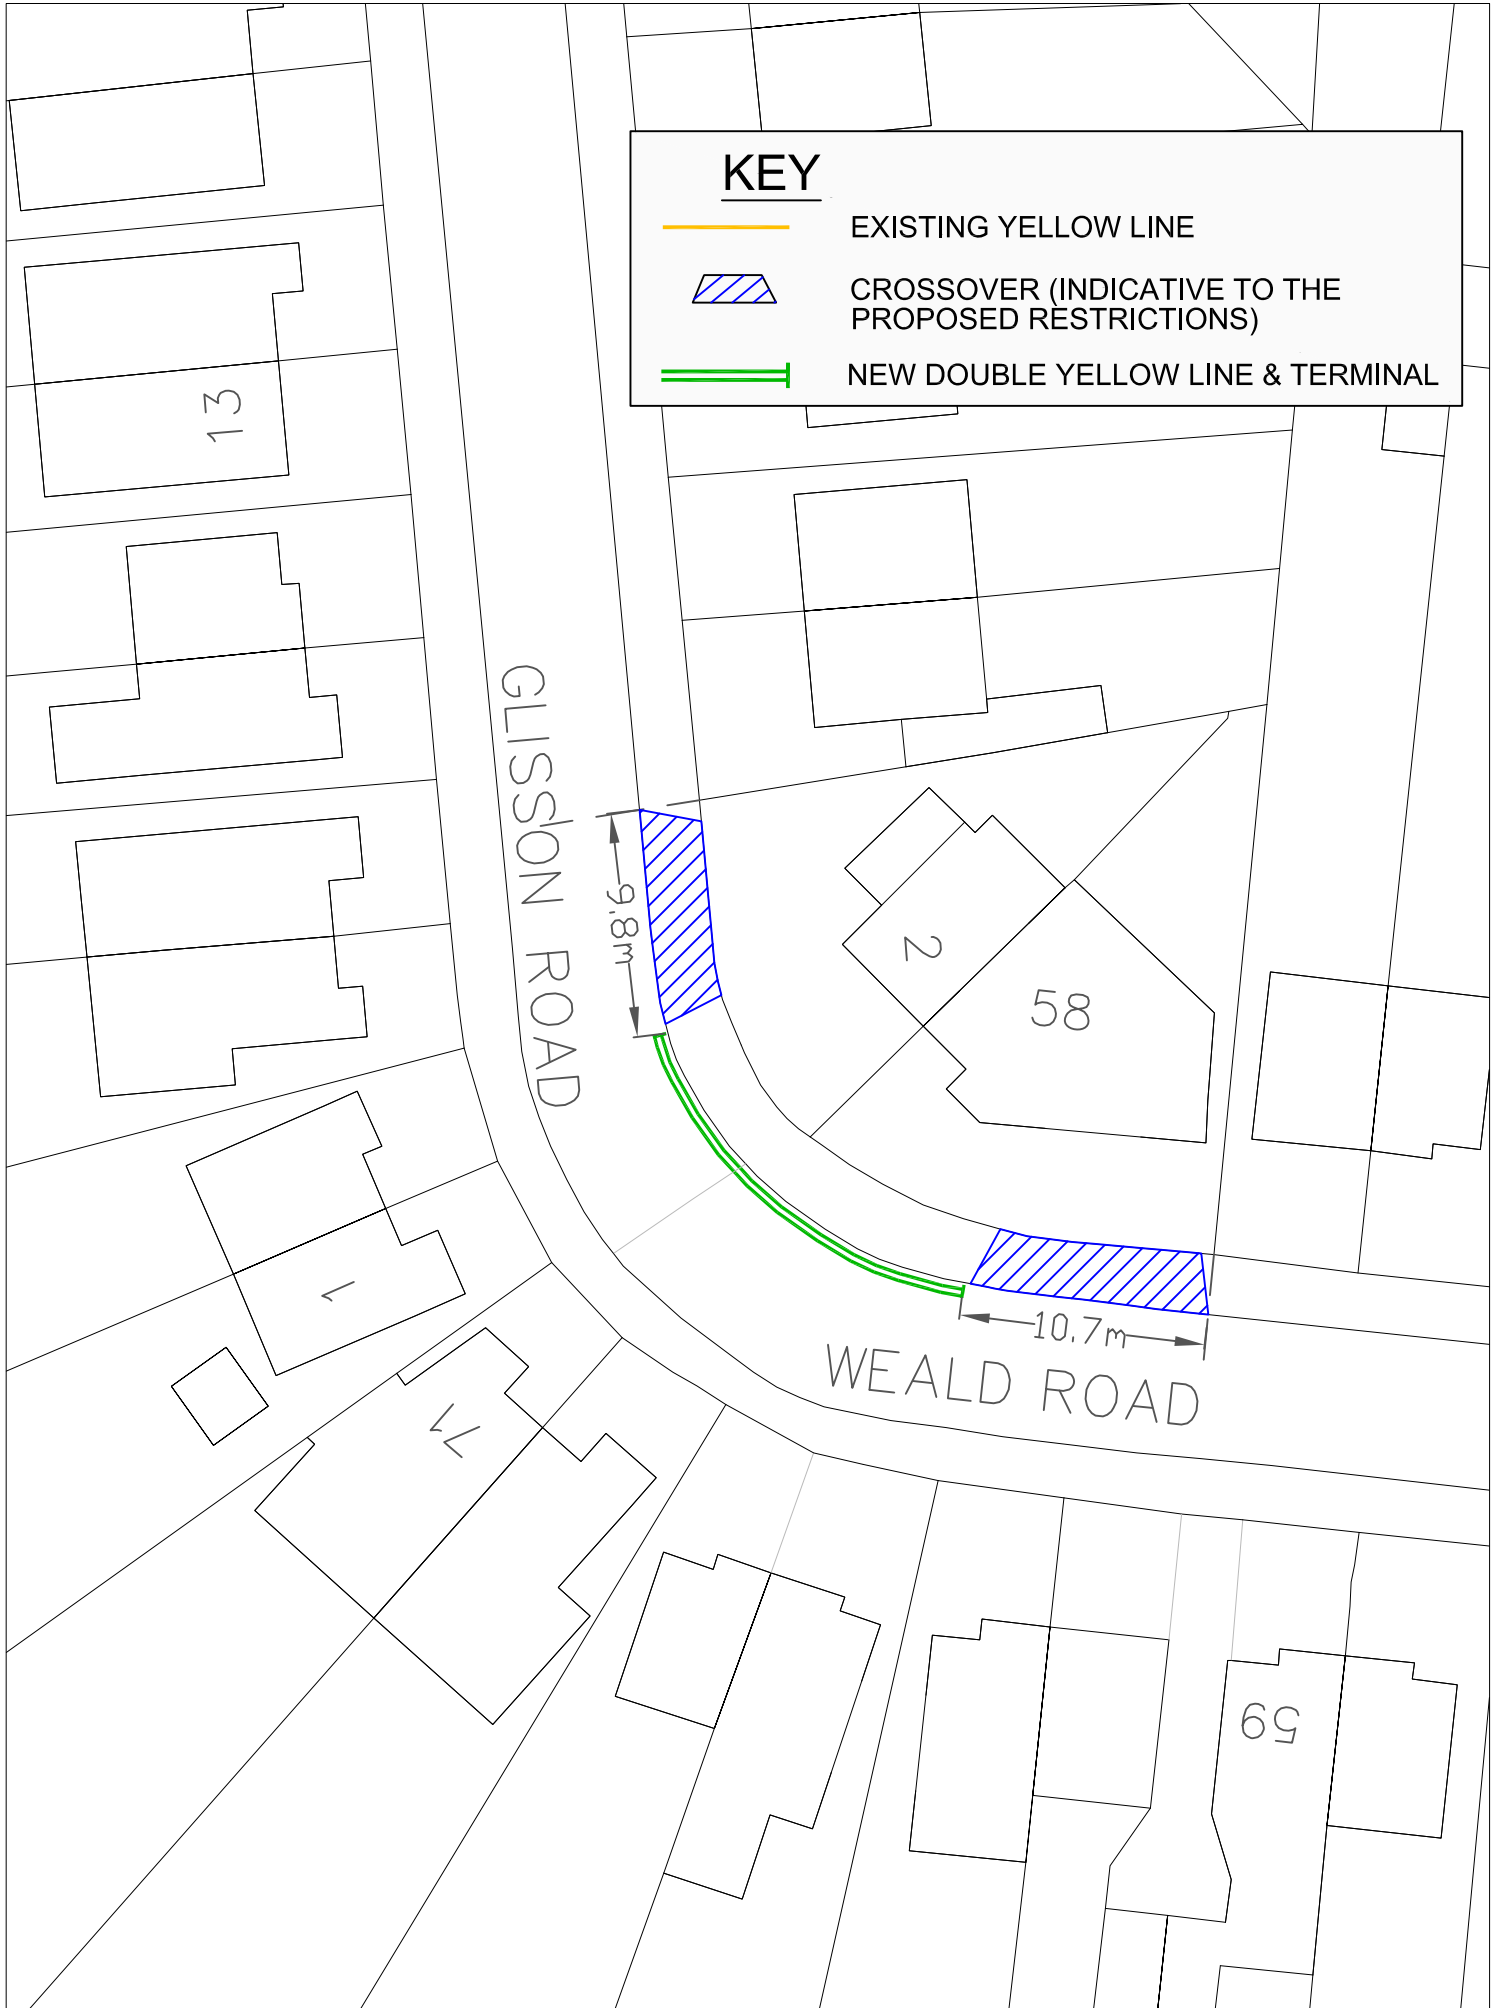 KEY
EXISTING YELLOW LINE
CROSSOVER (INDICATIVE TO THE
PROPOSED RESTRICTIONS)
NEW DOUBLE YELLOW LINE & TERMINAL
13
GLISSON ROAD
9.8m
2
58
1
10.7m
WEALD ROAD
71
59